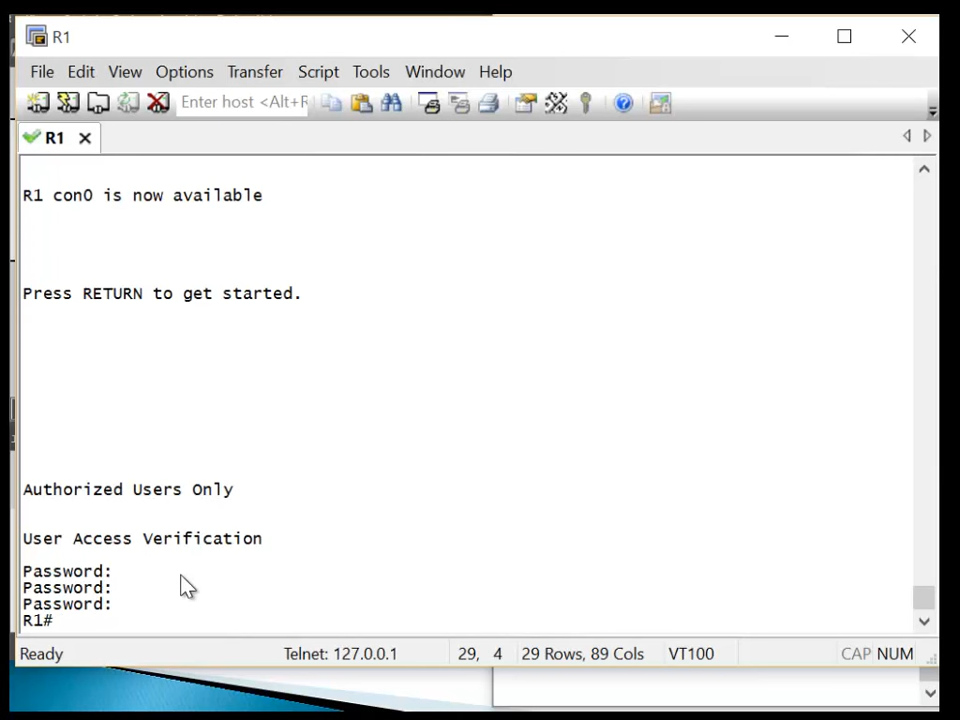 R1
File Edit View Options Transfer Script Tools Window Help
Enter host <Alt+R
R1
R1 con0 is now available
Press RETURN to get started.
Authorized Users Only
User Access Verification
Password:
Password:
Password:
R1#
Ready Telnet: 127.0.0.1 29, 4 29 Rows, 89 Cols VT100 CAP NUM